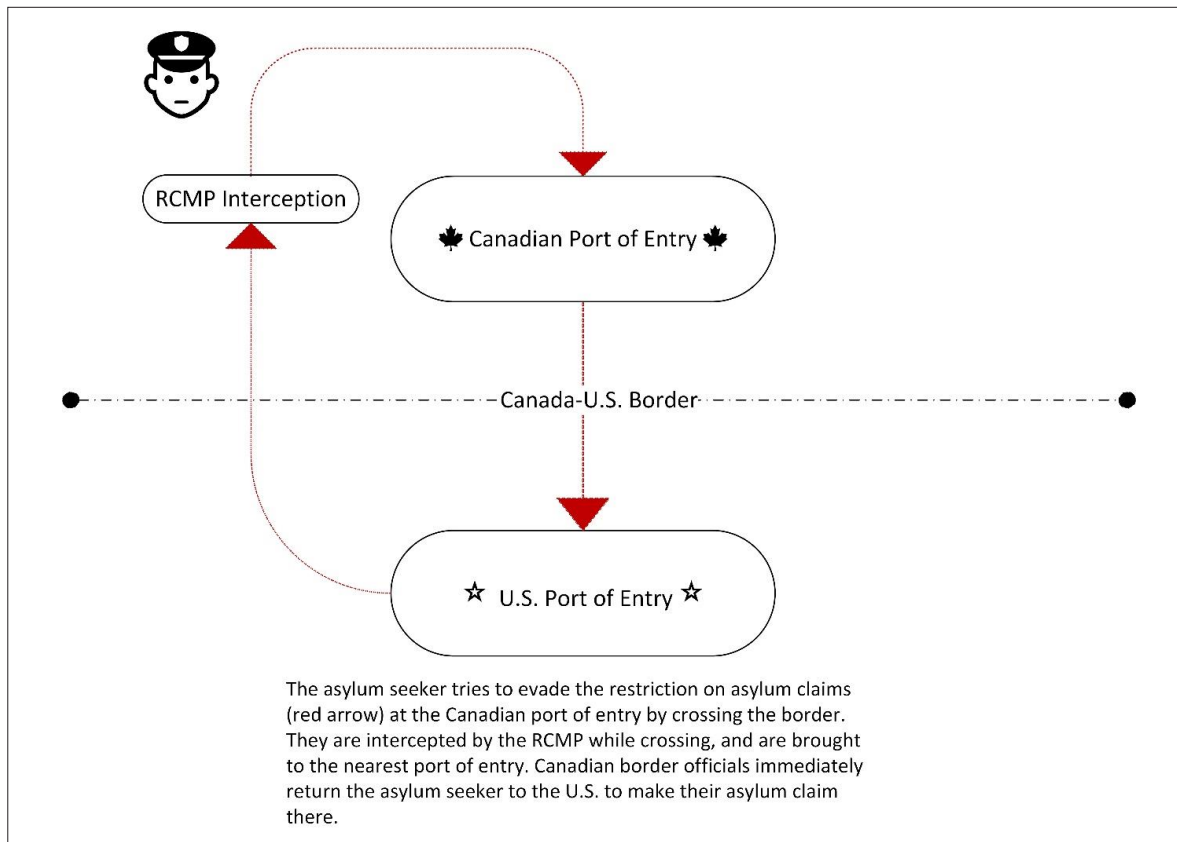 RCMP Interception
Canadian Port of Entry
Canada-U.S. Border
U.S. Port of Entry
The asylum seeker tries to evade the restriction on asylum claims
(red arrow) at the Canadian port of entry by crossing the border.
They are intercepted by the RCMP while crossing, and are brought
to the nearest port of entry. Canadian border officials immediately
return the asylum seeker to the U.S. to make their asylum claim
there.